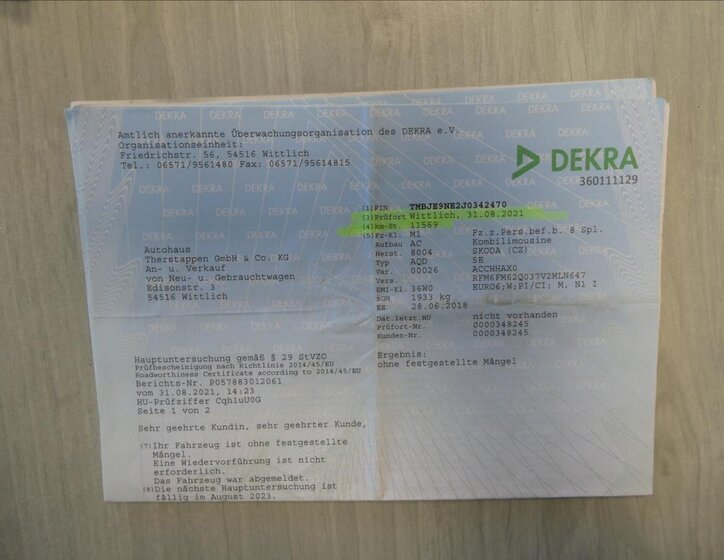 Amtlich anerkannte Überwachungsorganisation des DEKRA e.V.
Organisationseinheit:
Friedrichstr. 56, 54516 Wittlich
Tel.: 06571/9561480 Fax: 06571/95614815
DEKRA
360111129
(1) FIN TMBJE9NE2J0342470
(3) Prüfort Wittlich, 31.08.2021
(4) km-St. 11569
(5) Fz-Kl. M1 Fz.z.Pers.bef.b. 8 Spl.
Aufbau AC Kombilimousine
Herst. 8004 SKODA (CZ)
Typ AQD 5E
Var. 00026 ACCHHAX0
Vers. RFM6FM62Q037V2MLN647
EMI-Kl. 36W0 EURO6;W;PI/CI; M, N1 I
ZGM 1933 kg
EZ 28.06.2018
Dat.letzt.HU nicht vorhanden
Prüfort-Nr. 0000348245
Kunden-Nr. 0000348245
Ergebnis:
ohne festgestellte Mängel
Autohaus
Therstappen GmbH & Co. KG
An- u. Verkauf
von Neu- u. Gebrauchtwagen
Edisonstr. 3
54516 Wittlich
Hauptuntersuchung gemäß § 29 StVZO
Prüfbescheinigung nach Richtlinie 2014/45/EU
Roadworthiness Certificate according to 2014/45/EU
Berichts-Nr. P057883012061
vom 31.08.2021, 14:23
HU-Prüfziffer CqhluU0G
Seite 1 von 2
Sehr geehrte Kundin, sehr geehrter Kunde,
(7) Ihr Fahrzeug ist ohne festgestellte
Mängel.
Eine Wiedervorführung ist nicht
erforderlich.
Das Fahrzeug war abgemeldet.
(8) Die nächste Hauptuntersuchung ist
fällig im August 2023.